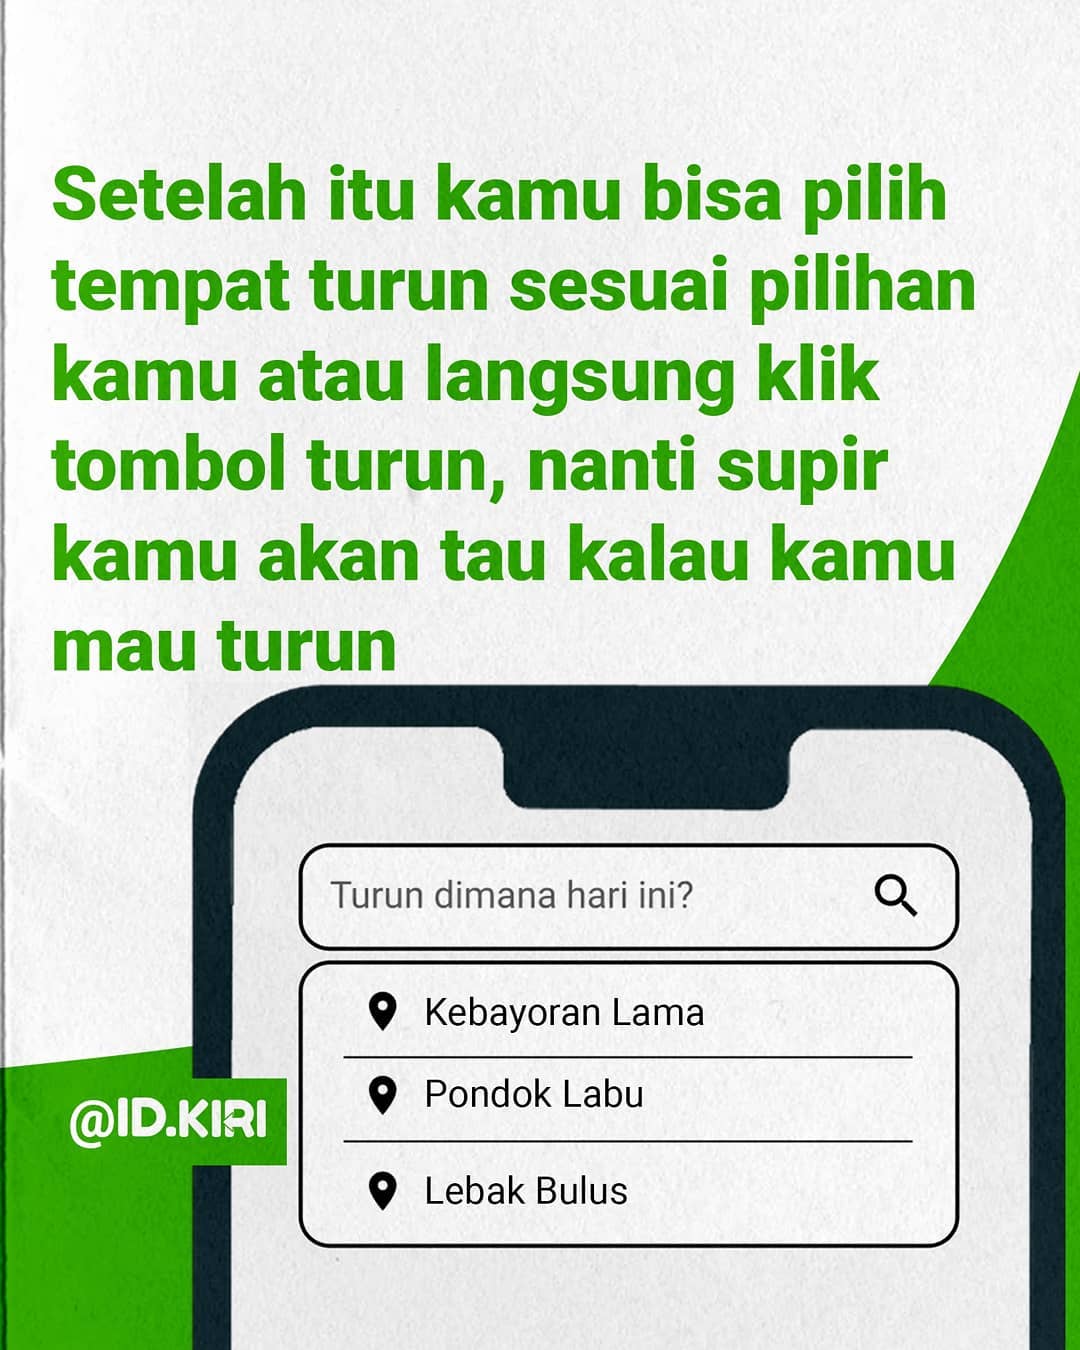 Setelah itu kamu bisa pilih
tempat turun sesuai pilihan
kamu atau langsung klik
tombol turun, nanti supir
kamu akan tau kalau kamu
mau turun
Turun dimana hari ini?
Kebayoran Lama
Pondok Labu
Lebak Bulus
@ID.KIRI